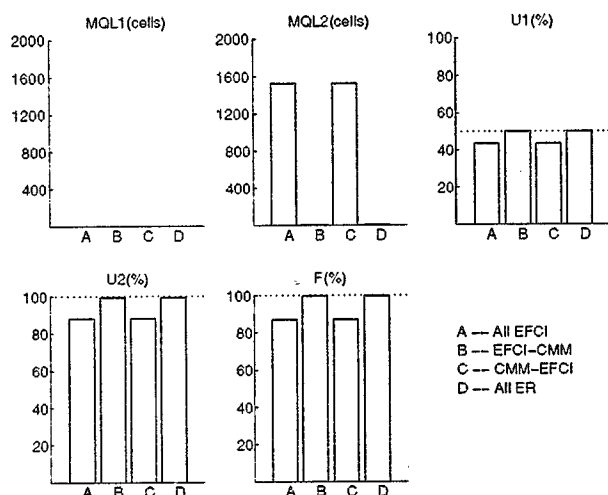 MQL1(cells)
2000
1600
1200
800
400
A B C D
MQL2(cells)
2000
1600
1200
800
400
A B C D
U1(%)
100
80
60
40
20
A B C D
U2(%)
100
80
60
40
20
A B C D
F(%)
100
80
60
40
20
A B C D
A -- All EFCI
B -- EFCI-CMM
C -- CMM-EFCI
D -- All ER